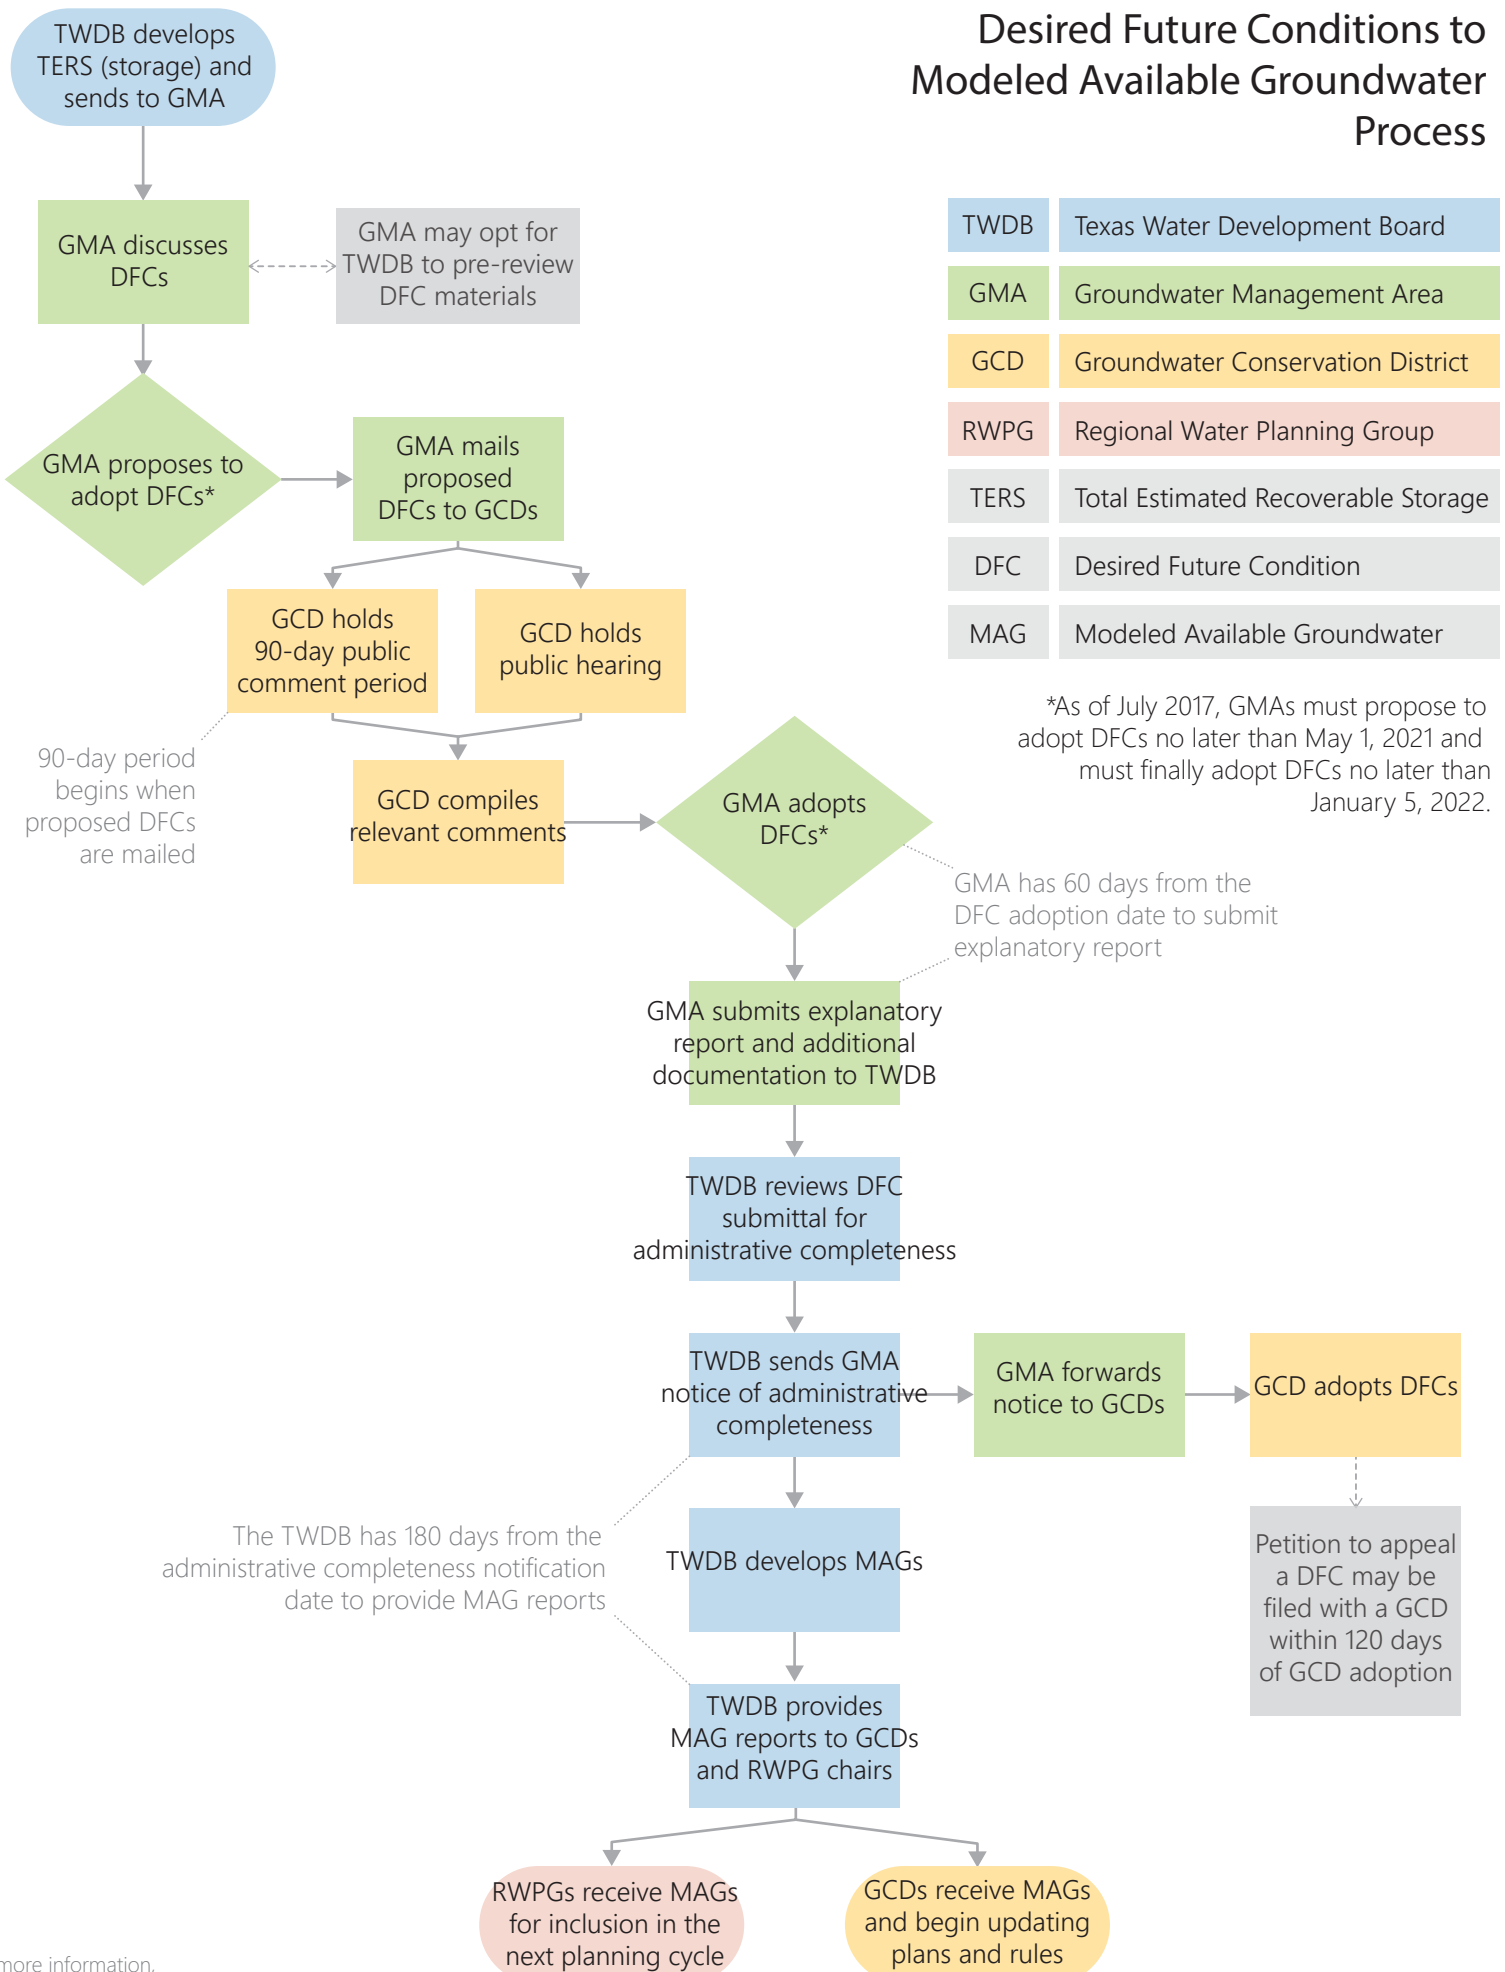 Desired Future Conditions to
Modeled Available Groundwater
Process
TWDB develops
TERS (storage) and
sends to GMA
GMA discusses
DFCs
GMA may opt for
TWDB to pre-review
DFC materials
TWDB Texas Water Development Board
GMA Groundwater Management Area
GCD Groundwater Conservation District
RWPG Regional Water Planning Group
TERS Total Estimated Recoverable Storage
DFC Desired Future Condition
MAG Modeled Available Groundwater
*As of July 2017, GMAs must propose to
adopt DFCs no later than May 1, 2021 and
must finally adopt DFCs no later than
January 5, 2022.
GMA proposes to
adopt DFCs*
GMA mails
proposed
DFCs to GCDs
GCD holds
90-day public
comment period
GCD holds
public hearing
90-day period
begins when
proposed DFCs
are mailed
GCD compiles
relevant comments
GMA adopts
DFCs*
GMA has 60 days from the
DFC adoption date to submit
explanatory report
GMA submits explanatory
report and additional
documentation to TWDB
TWDB reviews DFC
submittal for
administrative completeness
TWDB sends GMA
notice of administrative
completeness
GMA forwards
notice to GCDs
GCD adopts DFCs
The TWDB has 180 days from the
administrative completeness notification
date to provide MAG reports
TWDB develops MAGs
Petition to appeal
a DFC may be
filed with a GCD
within 120 days
of GCD adoption
TWDB provides
MAG reports to GCDs
and RWPG chairs
RWPGs receive MAGs
for inclusion in the
next planning cycle
GCDs receive MAGs
and begin updating
plans and rules
more information,